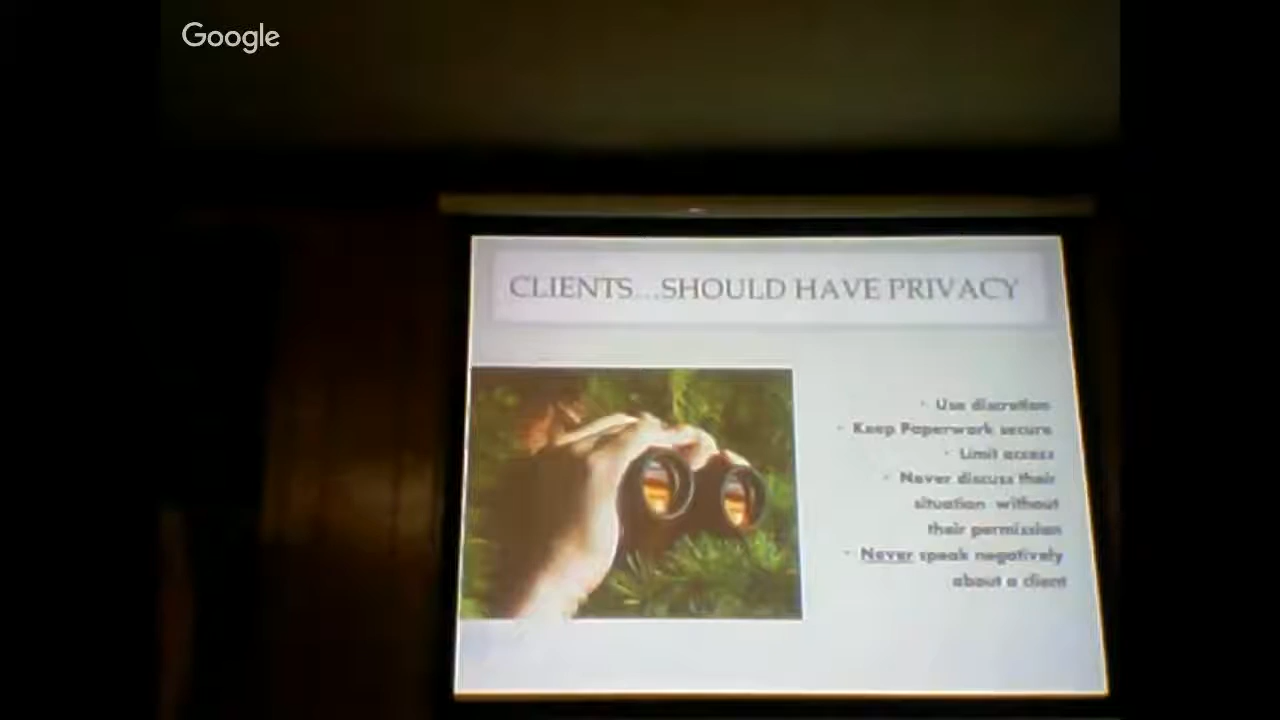 Google
CLIENTS...SHOULD HAVE PRIVACY
• Use discretion
• Keep Paperwork secure
• Limit access
• Never discuss their
situation without
their permission
• Never speak negatively
about a client